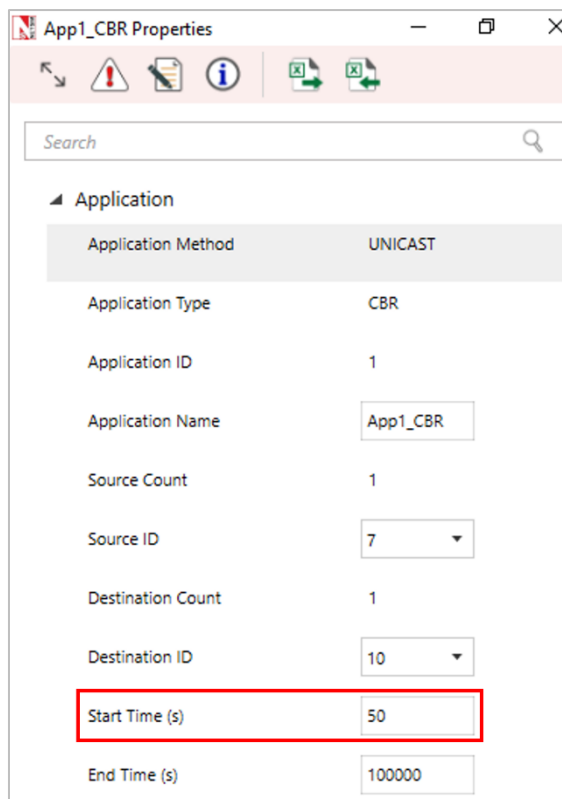 App1_CBR Properties
Search
Application
Application Method UNICAST
Application Type CBR
Application ID 1
Application Name App1_CBR
Source Count 1
Source ID 7
Destination Count 1
Destination ID 10
Start Time (s) 50
End Time (s) 100000